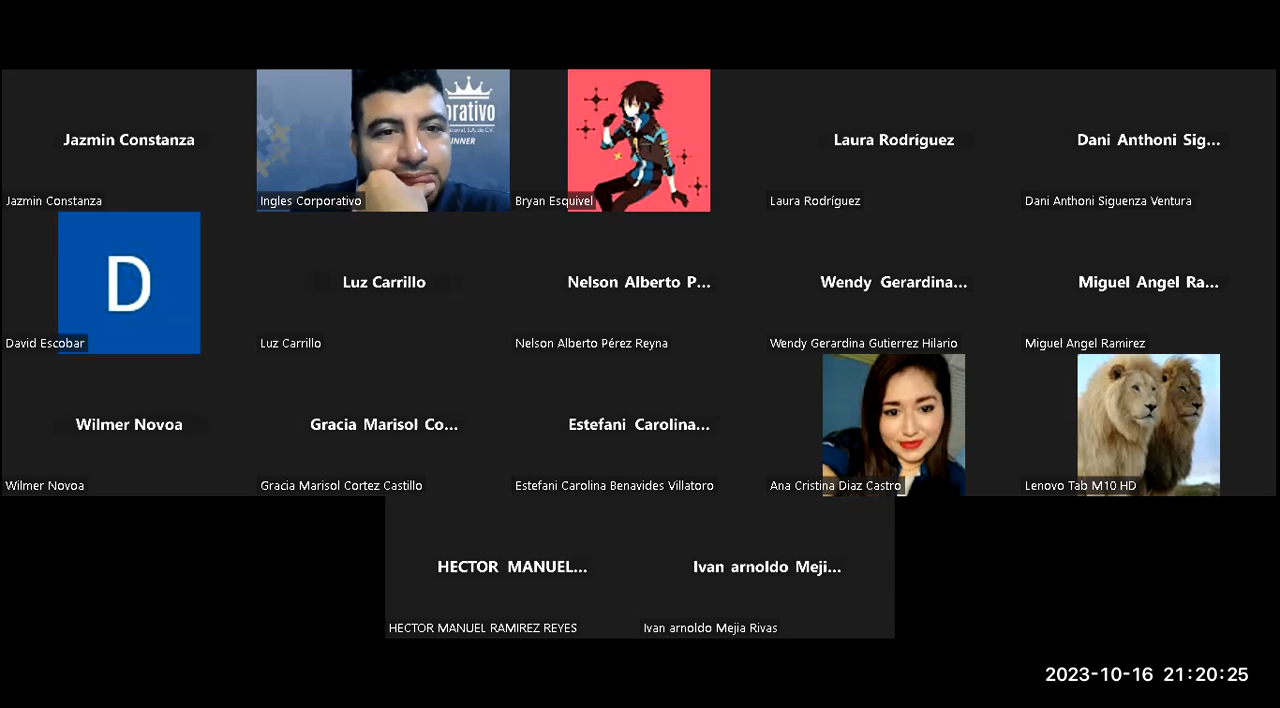 Jazmin Constanza
Jazmin Constanza
orativo
INNER
Ingles Corporativo
Bryan Esquivel
Laura Rodríguez
Laura Rodríguez
Dani Anthoni Sig...
Dani Anthoni Siguenza Ventura
D
David Escobar
Luz Carrillo
Luz Carrillo
Nelson Alberto P...
Nelson Alberto Pérez Reyna
Wendy Gerardina...
Wendy Gerardina Gutierrez Hilario
Miguel Angel Ra...
Miguel Angel Ramirez
Wilmer Novoa
Wilmer Novoa
Gracia Marisol Co...
Gracia Marisol Cortez Castillo
Estefani Carolina...
Estefani Carolina Benavides Villatoro
Ana Cristina Diaz Castro
Lenovo Tab M10 HD
HECTOR MANUEL...
HECTOR MANUEL RAMIREZ REYES
Ivan arnoldo Meji...
Ivan arnoldo Mejia Rivas
2023-10-16 21:20:25